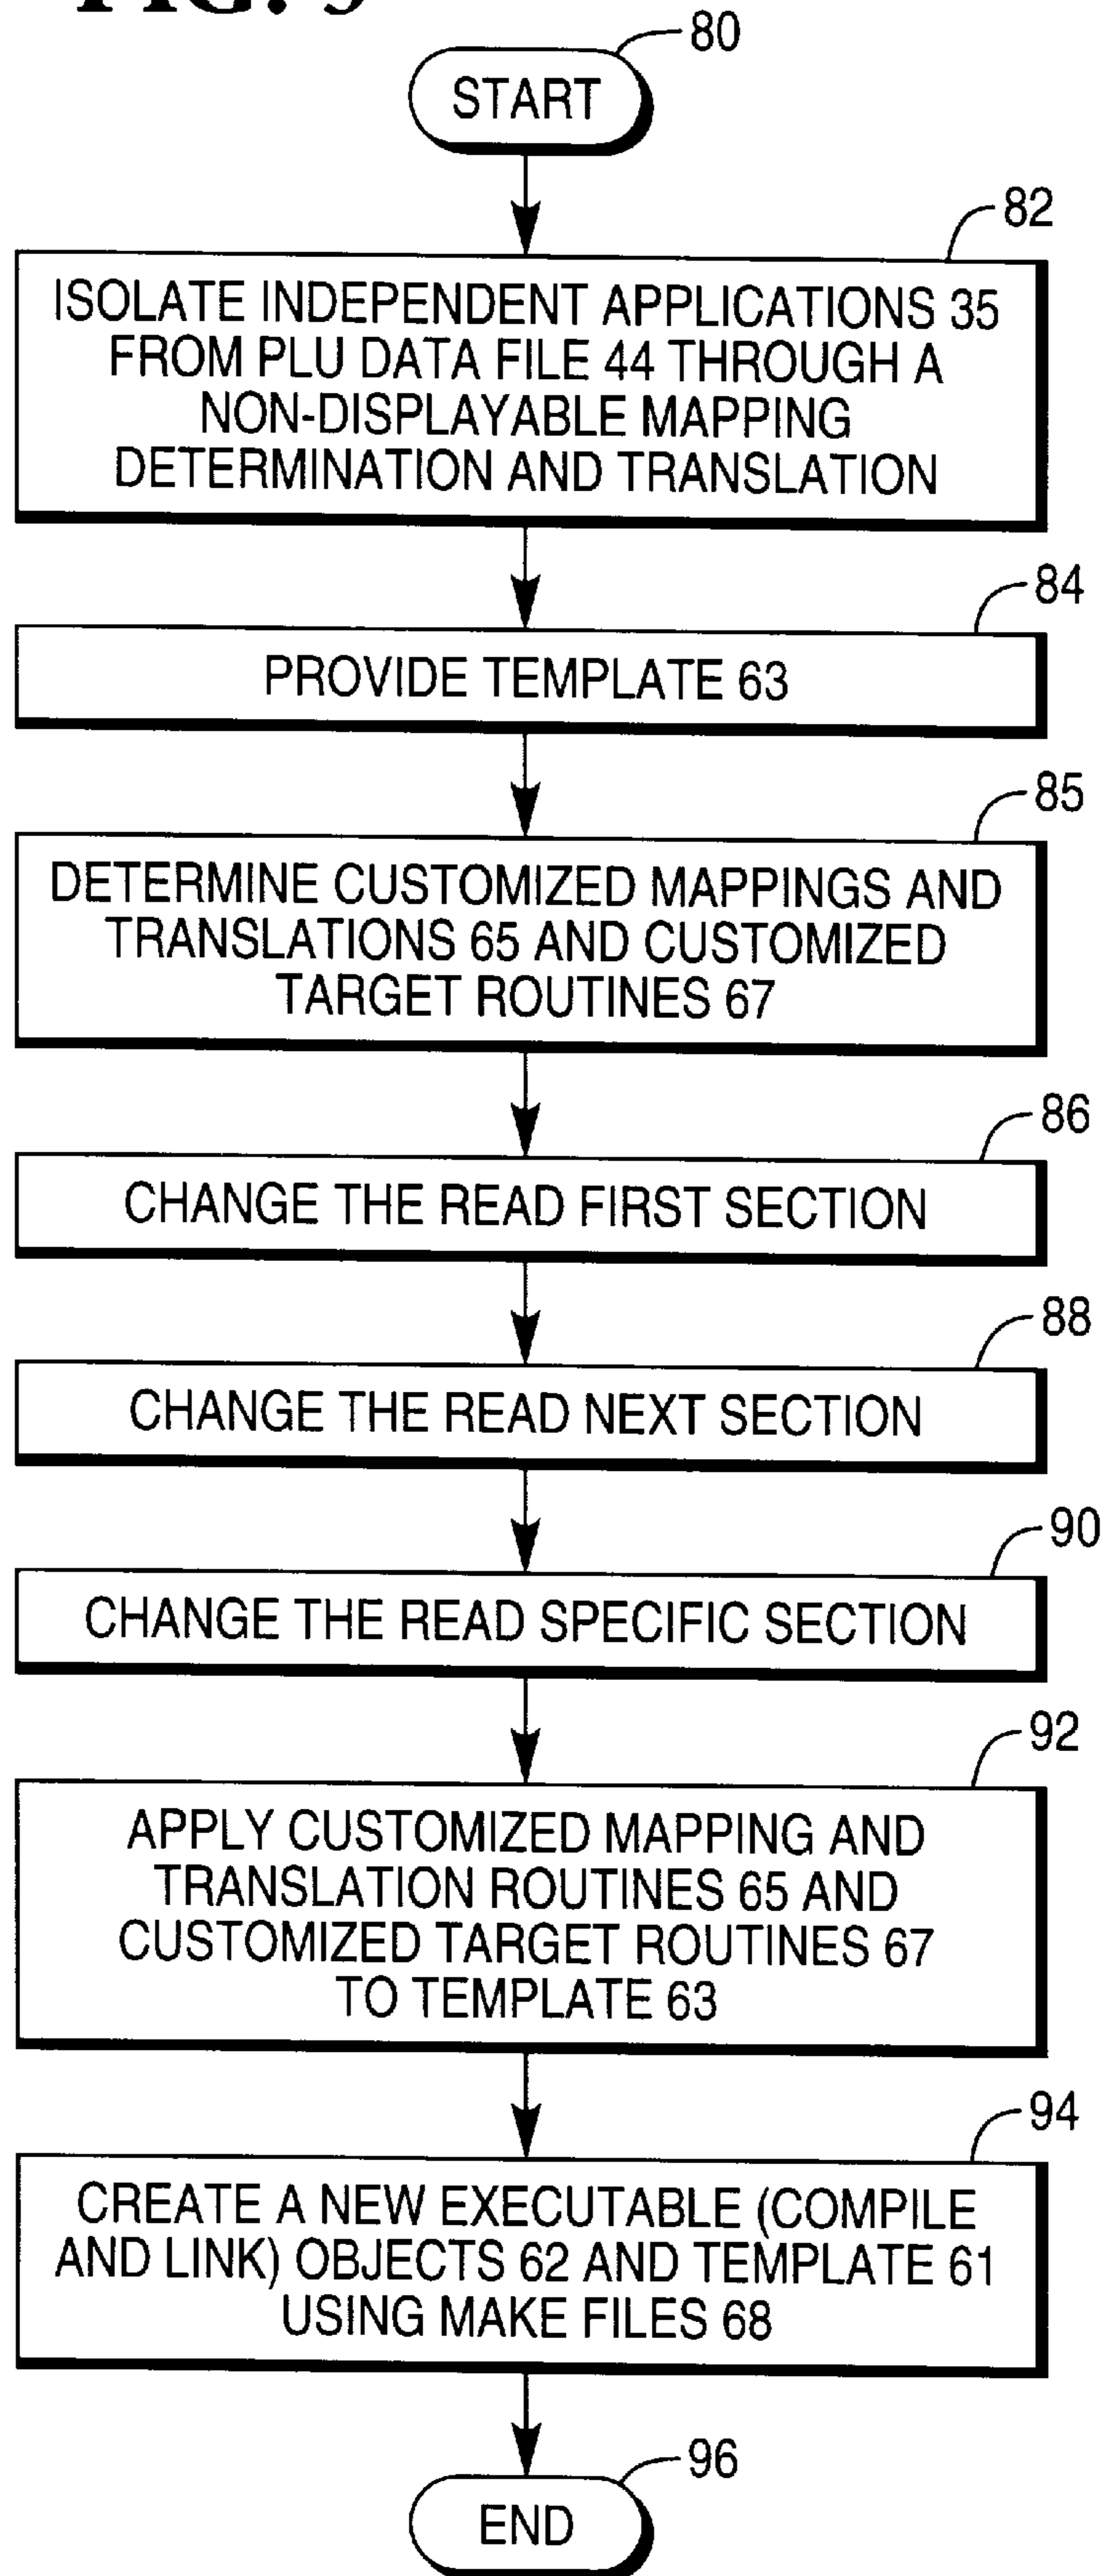 80
START
82
ISOLATE INDEPENDENT APPLICATIONS 35
FROM PLU DATA FILE 44 THROUGH A
NON-DISPLAYABLE MAPPING
DETERMINATION AND TRANSLATION
84
PROVIDE TEMPLATE 63
85
DETERMINE CUSTOMIZED MAPPINGS AND
TRANSLATIONS 65 AND CUSTOMIZED
TARGET ROUTINES 67
86
CHANGE THE READ FIRST SECTION
88
CHANGE THE READ NEXT SECTION
90
CHANGE THE READ SPECIFIC SECTION
92
APPLY CUSTOMIZED MAPPING AND
TRANSLATION ROUTINES 65 AND
CUSTOMIZED TARGET ROUTINES 67
TO TEMPLATE 63
94
CREATE A NEW EXECUTABLE (COMPILE
AND LINK) OBJECTS 62 AND TEMPLATE 61
USING MAKE FILES 68
96
END